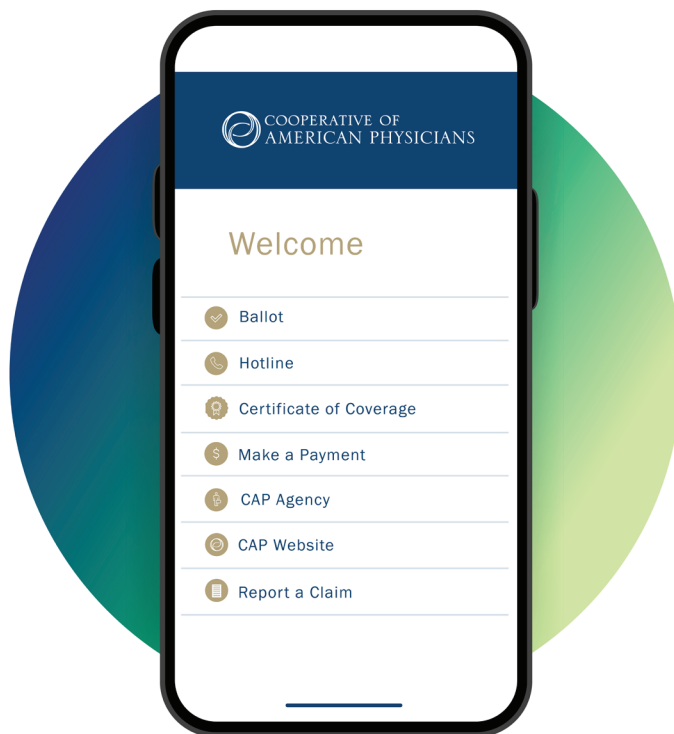 COOPERATIVE OF
AMERICAN PHYSICIANS
Welcome
Ballot
Hotline
Certificate of Coverage
$ Make a Payment
CAP Agency
CAP Website
Report a Claim